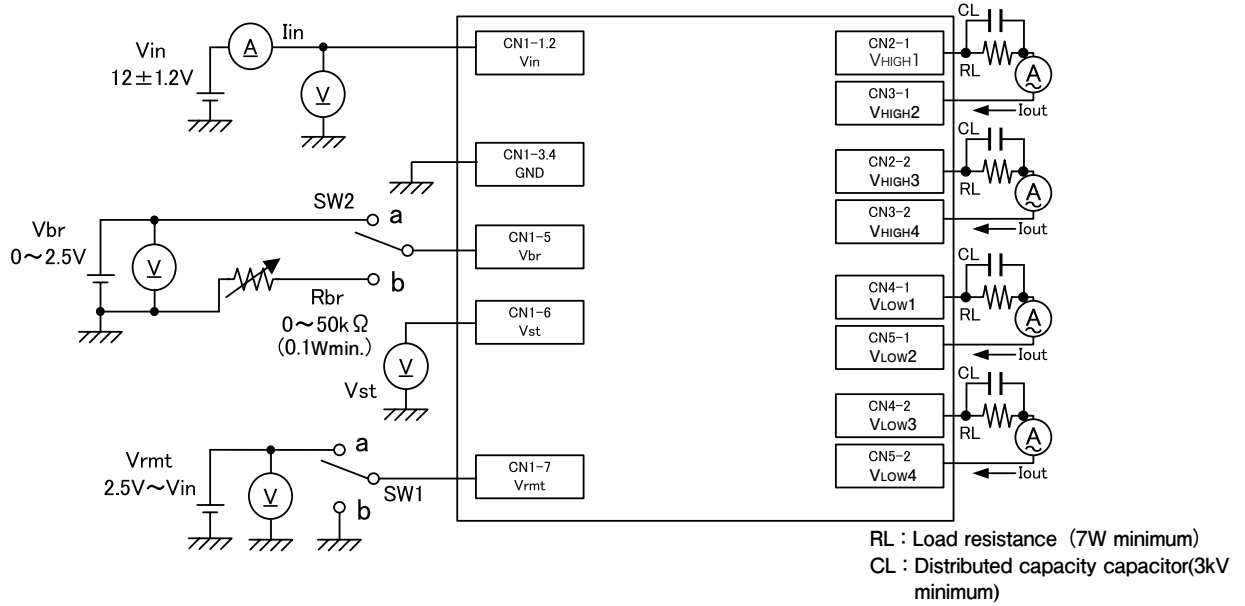 Vin
12±1.2V
A
Iin
V
CN1-1.2
Vin
CN1-3.4
GND
Vbr
0～2.5V
V
SW2
a
b
Rbr
0～50kΩ
(0.1Wmin.)
CN1-5
Vbr
CN1-6
Vst
V
Vst
Vrmt
2.5V～Vin
V
a
b
SW1
CN1-7
Vrmt
CN2-1
VHIGH1
CN3-1
VHIGH2
CL
RL
A
Iout
CN2-2
VHIGH3
CN3-2
VHIGH4
CL
RL
A
Iout
CN4-1
VLOW1
CN5-1
VLOW2
CL
RL
A
Iout
CN4-2
VLOW3
CN5-2
VLOW4
CL
RL
A
Iout
RL：Load resistance（7W minimum）
CL：Distributed capacity capacitor(3kV
minimum)